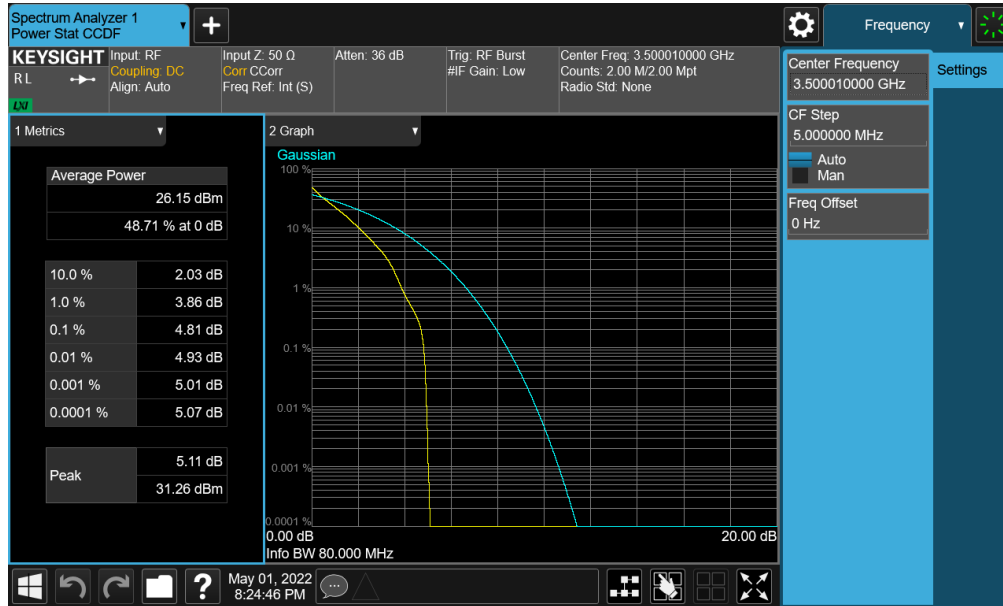 Spectrum Analyzer 1
Power Stat CCDF
+
Frequency
KEYSIGHT
R L
LXI
Input: RF
Coupling: DC
Align: Auto
Input Z: 50 Ω
Corr CCorr
Freq Ref: Int (S)
Atten: 36 dB
Trig: RF Burst
#IF Gain: Low
Center Freq: 3.500010000 GHz
Counts: 2.00 M/2.00 Mpt
Radio Std: None
Center Frequency
3.500010000 GHz
Settings
CF Step
5.000000 MHz
Auto
Man
Freq Offset
0 Hz
1 Metrics
Average Power
26.15 dBm
48.71 % at 0 dB
10.0 % 2.03 dB
1.0 % 3.86 dB
0.1 % 4.81 dB
0.01 % 4.93 dB
0.001 % 5.01 dB
0.0001 % 5.07 dB
Peak
5.11 dB
31.26 dBm
2 Graph
Gaussian
100 %
10 %
1 %
0.1 %
0.01 %
0.001 %
0.0001 %
0.00 dB 20.00 dB
Info BW 80.000 MHz
?
May 01, 2022
8:24:46 PM